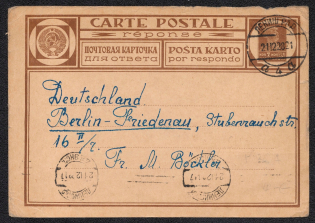 CARTE POSTALE
réponse
ПОЧТОВАЯ КАРТОЧКА
ДЛЯ ОТВЕТА
POSTA KARTO
por respondo
Deutschland
Berlin-Friedenau, Stubenrauchstr.
16 II/r.
Fr. M. Böckler